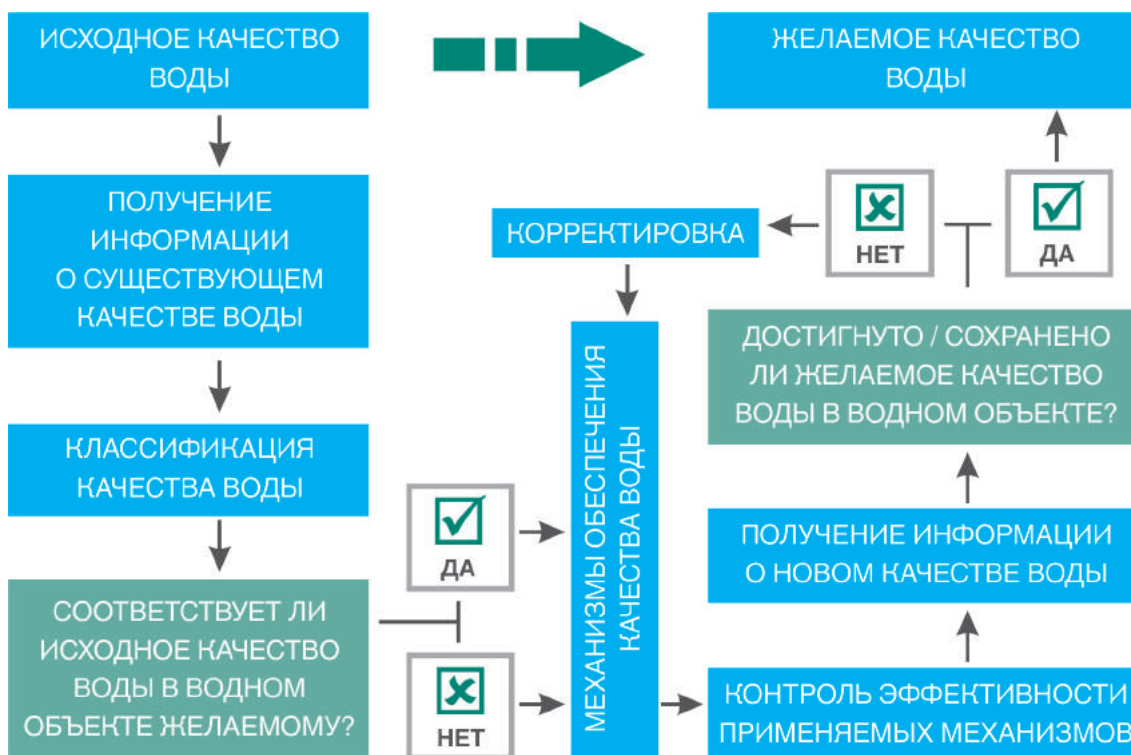 ИСХОДНОЕ КАЧЕСТВО
ВОДЫ
ПОЛУЧЕНИЕ
ИНФОРМАЦИИ
О СУЩЕСТВУЮЩЕМ
КАЧЕСТВЕ ВОДЫ
КЛАССИФИКАЦИЯ
КАЧЕСТВА ВОДЫ
СООТВЕТСТВУЕТ ЛИ
ИСХОДНОЕ КАЧЕСТВО
ВОДЫ В ВОДНОМ
ОБЪЕКТЕ ЖЕЛАЕМОМУ?
ДА
НЕТ
МЕХАНИЗМЫ ОБЕСПЕЧЕНИЯ
КАЧЕСТВА ВОДЫ
КОНТРОЛЬ ЭФФЕКТИВНОСТИ
ПРИМЕНЯЕМЫХ МЕХАНИЗМОВ
ПОЛУЧЕНИЕ ИНФОРМАЦИИ
О НОВОМ КАЧЕСТВЕ ВОДЫ
ДОСТИГНУТО / СОХРАНЕНО
ЛИ ЖЕЛАЕМОЕ КАЧЕСТВО
ВОДЫ В ВОДНОМ ОБЪЕКТЕ?
НЕТ
ДА
КОРРЕКТИРОВКА
ЖЕЛАЕМОЕ КАЧЕСТВО
ВОДЫ